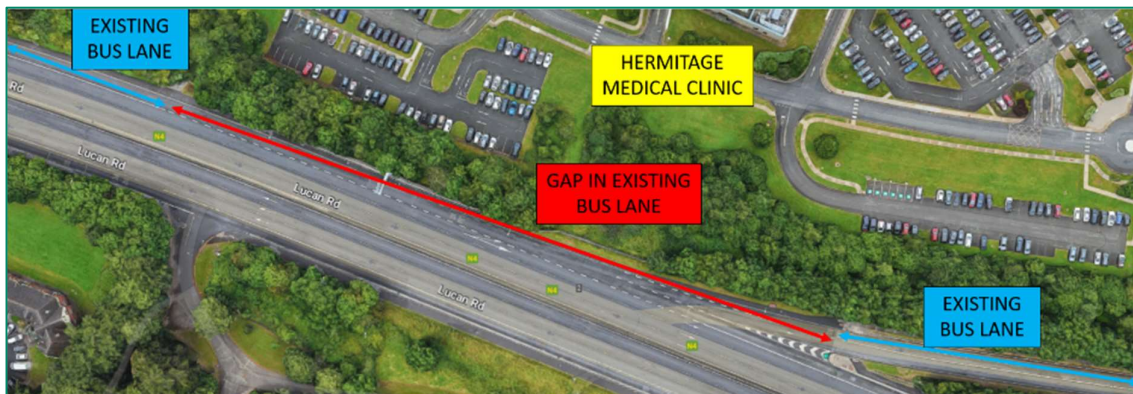 EXISTING
BUS LANE
HERMITAGE
MEDICAL CLINIC
Rd
N4
Lucan Rd
GAP IN EXISTING
BUS LANE
Lucan Rd
N4
N4
Lucan Rd
EXISTING
BUS LANE
N4